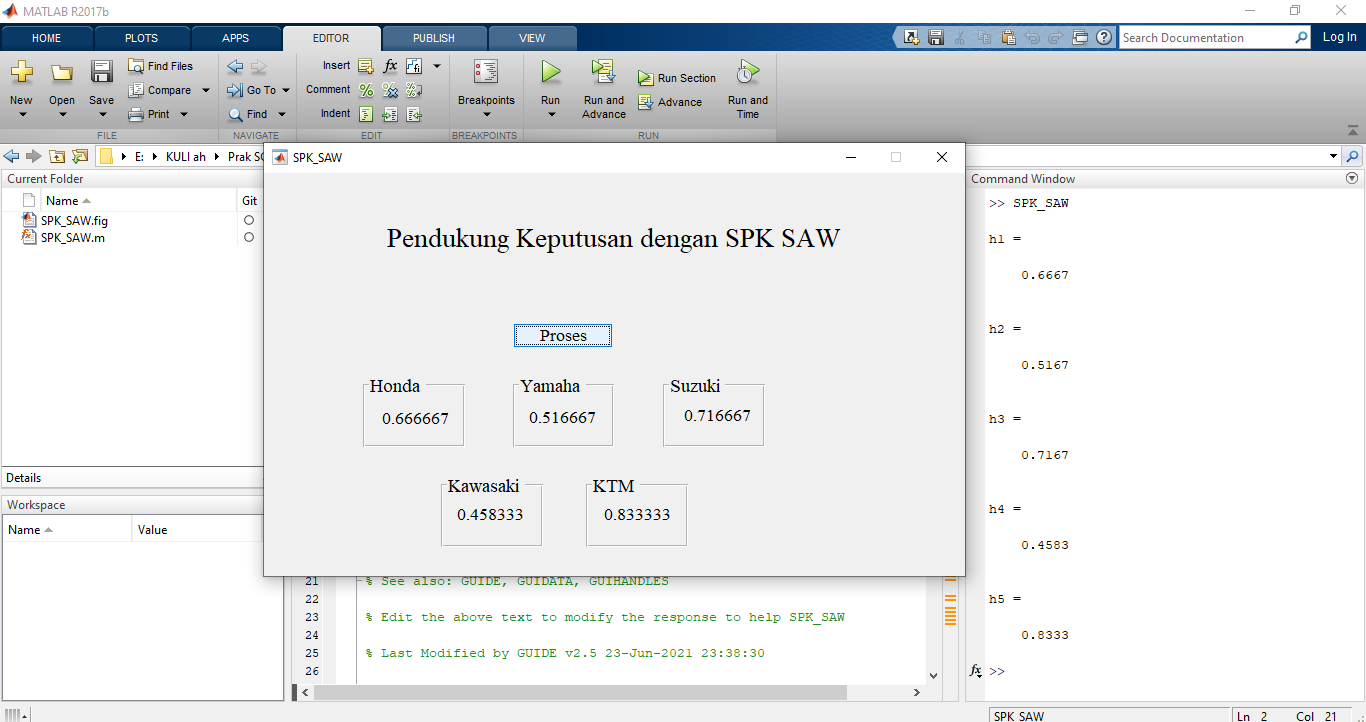 MATLAB R2017b
HOME PLOTS APPS EDITOR PUBLISH VIEW
Search Documentation
Log In
New Open Save
Find Files
Compare
Print
FILE
Go To
Find
NAVIGATE
Insert fx
Comment
Indent
EDIT
Breakpoints
BREAKPOINTS
Run
Run and
Advance
Run Section
Advance
Run and
Time
RUN
E: KULI ah Prak SC
Current Folder
Name Git
SPK_SAW.fig
SPK_SAW.m
Details
Workspace
Name Value
SPK_SAW
Pendukung Keputusan dengan SPK SAW
Proses
Honda
0.666667
Yamaha
0.516667
Suzuki
0.716667
Kawasaki
0.458333
KTM
0.833333
21 % See also: GUIDE, GUIDATA, GUIHANDLES
22
23 % Edit the above text to modify the response to help SPK_SAW
24
25 % Last Modified by GUIDE v2.5 23-Jun-2021 23:38:30
26
Command Window
>> SPK_SAW
h1 =
0.6667
h2 =
0.5167
h3 =
0.7167
h4 =
0.4583
h5 =
0.8333
fx >>
SPK_SAW
Ln 2 Col 21